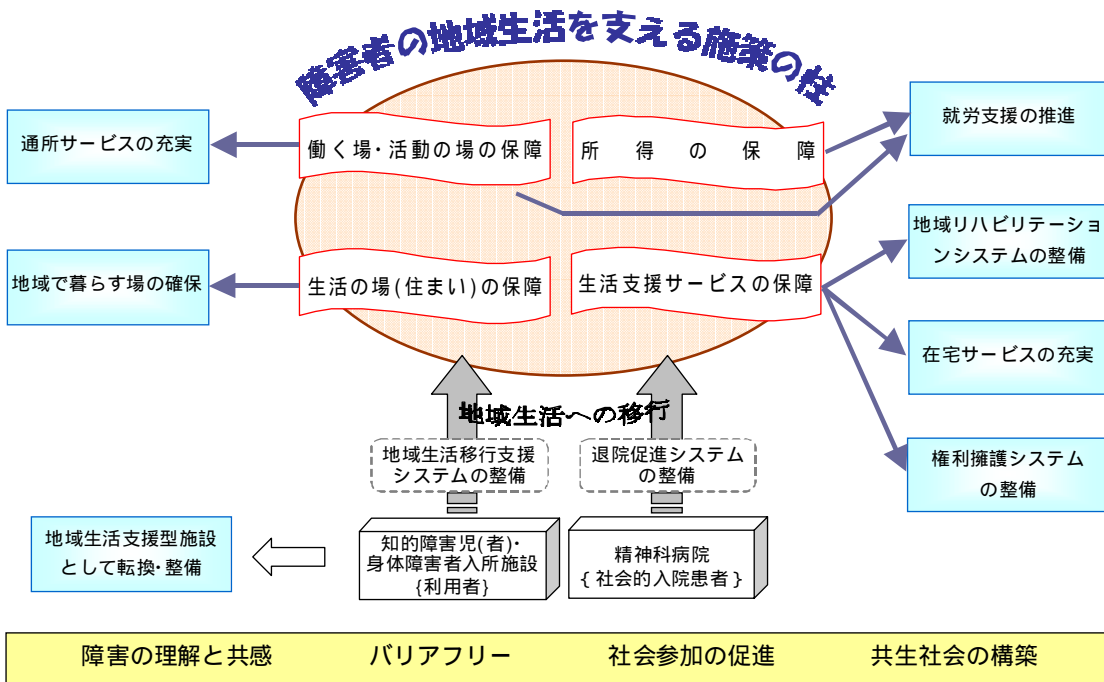 障害者の地域生活を支える施策の柱
通所サービスの充実
働く場・活動の場の保障
所得の保障
就労支援の推進
地域リハビリテーショ
ンシステムの整備
地域で暮らす場の確保
生活の場(住まい)の保障
生活支援サービスの保障
在宅サービスの充実
地域生活への移行
地域生活移行支援
システムの整備
退院促進システム
の整備
権利擁護システム
の整備
地域生活支援型施設
として転換・整備
知的障害児(者)・
身体障害者入所施設
{利用者}
精神科病院
{社会的入院患者}
障害の理解と共感 バリアフリー 社会参加の促進 共生社会の構築